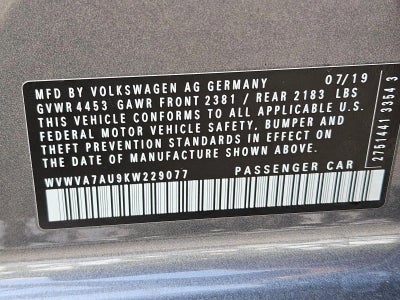 MFD BY VOLKSWAGEN AG GERMANY 07/19
GVWR 4453 GAWR FRONT 2381 / REAR 2183 LBS
THIS VEHICLE CONFORMS TO ALL APPLICABLE U.S.
FEDERAL MOTOR VEHICLE SAFETY, BUMPER AND
THEFT PREVENTION STANDARDS IN EFFECT ON
THE DATE OF MANUFACTURE SHOWN ABOVE.
WVWVA7AU9KW229077 PASSENGER CAR
2751441 3354 3